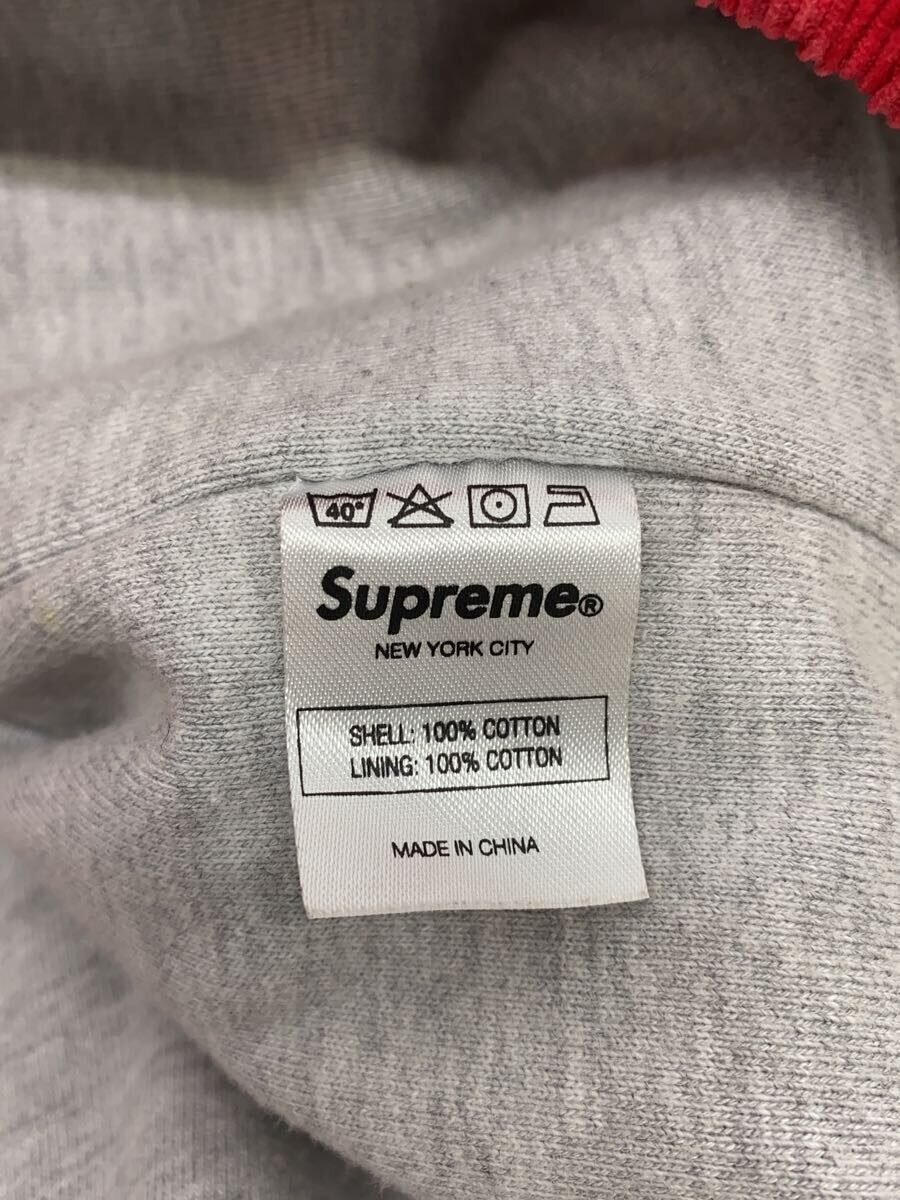 40°
Supreme®
NEW YORK CITY
SHELL: 100% COTTON
LINING: 100% COTTON
MADE IN CHINA